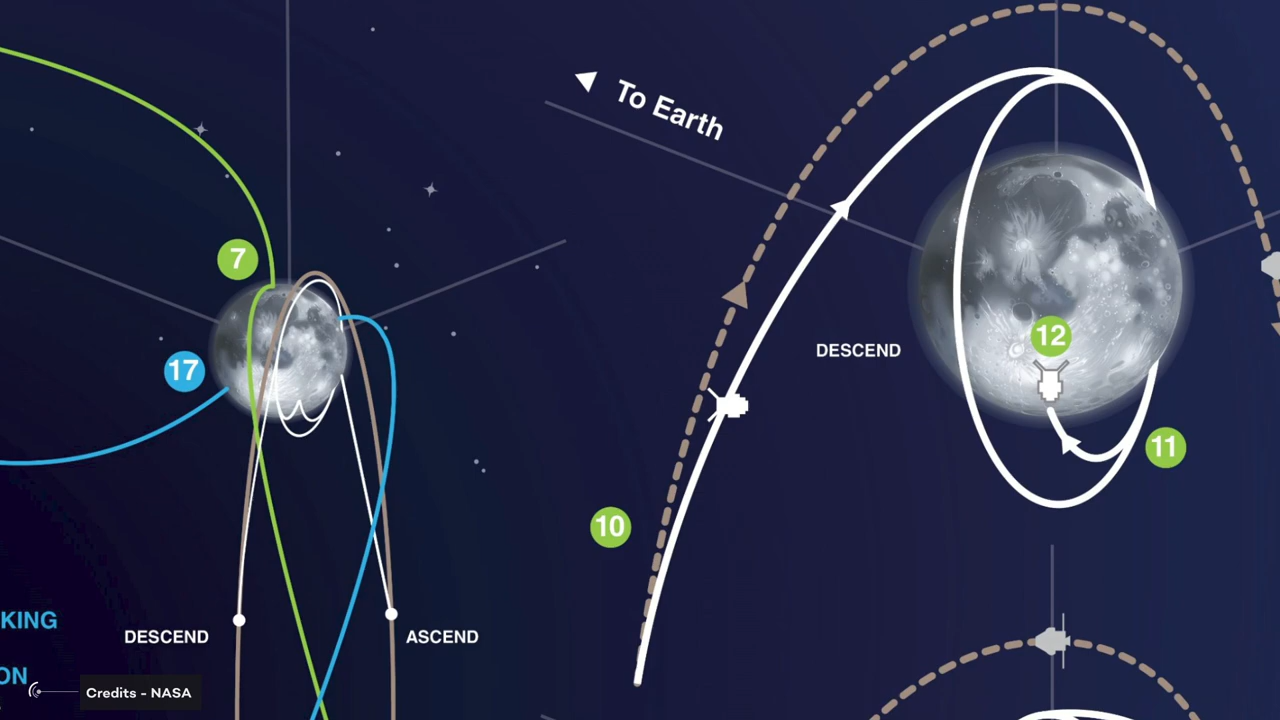 To Earth
7
12
DESCEND
17
11
10
KING
DESCEND
ASCEND
ON
Credits - NASA